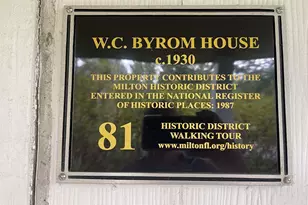 W.C. BYROM HOUSE
c.1930
THIS PROPERTY CONTRIBUTES TO THE
MILTON HISTORIC DISTRICT
ENTERED IN THE NATIONAL REGISTER
OF HISTORIC PLACES: 1987
81
HISTORIC DISTRICT
WALKING TOUR
www.miltonfl.org/history